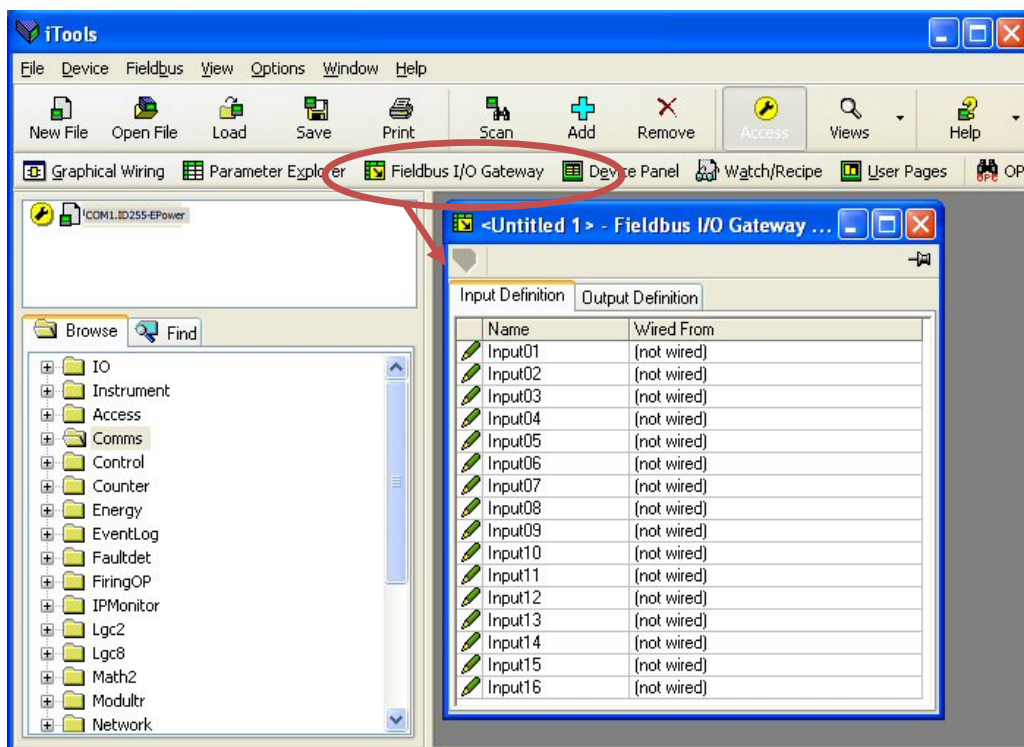 iTools
File Device Fieldbus View Options Window Help
New File Open File Load Save Print Scan Add Remove Access Views Help
Graphical Wiring Parameter Explorer Fieldbus I/O Gateway Device Panel Watch/Recipe User Pages OPC OP
COM1.ID255-EPower
<Untitled 1> - Fieldbus I/O Gateway ...
Input Definition Output Definition
Name Wired From
Input01 (not wired)
Input02 (not wired)
Input03 (not wired)
Input04 (not wired)
Input05 (not wired)
Input06 (not wired)
Input07 (not wired)
Input08 (not wired)
Input09 (not wired)
Input10 (not wired)
Input11 (not wired)
Input12 (not wired)
Input13 (not wired)
Input14 (not wired)
Input15 (not wired)
Input16 (not wired)
Browse Find
IO
Instrument
Access
Comms
Control
Counter
Energy
EventLog
Faultdet
FiringOP
IPMonitor
Lgc2
Lgc8
Math2
Modultr
Network